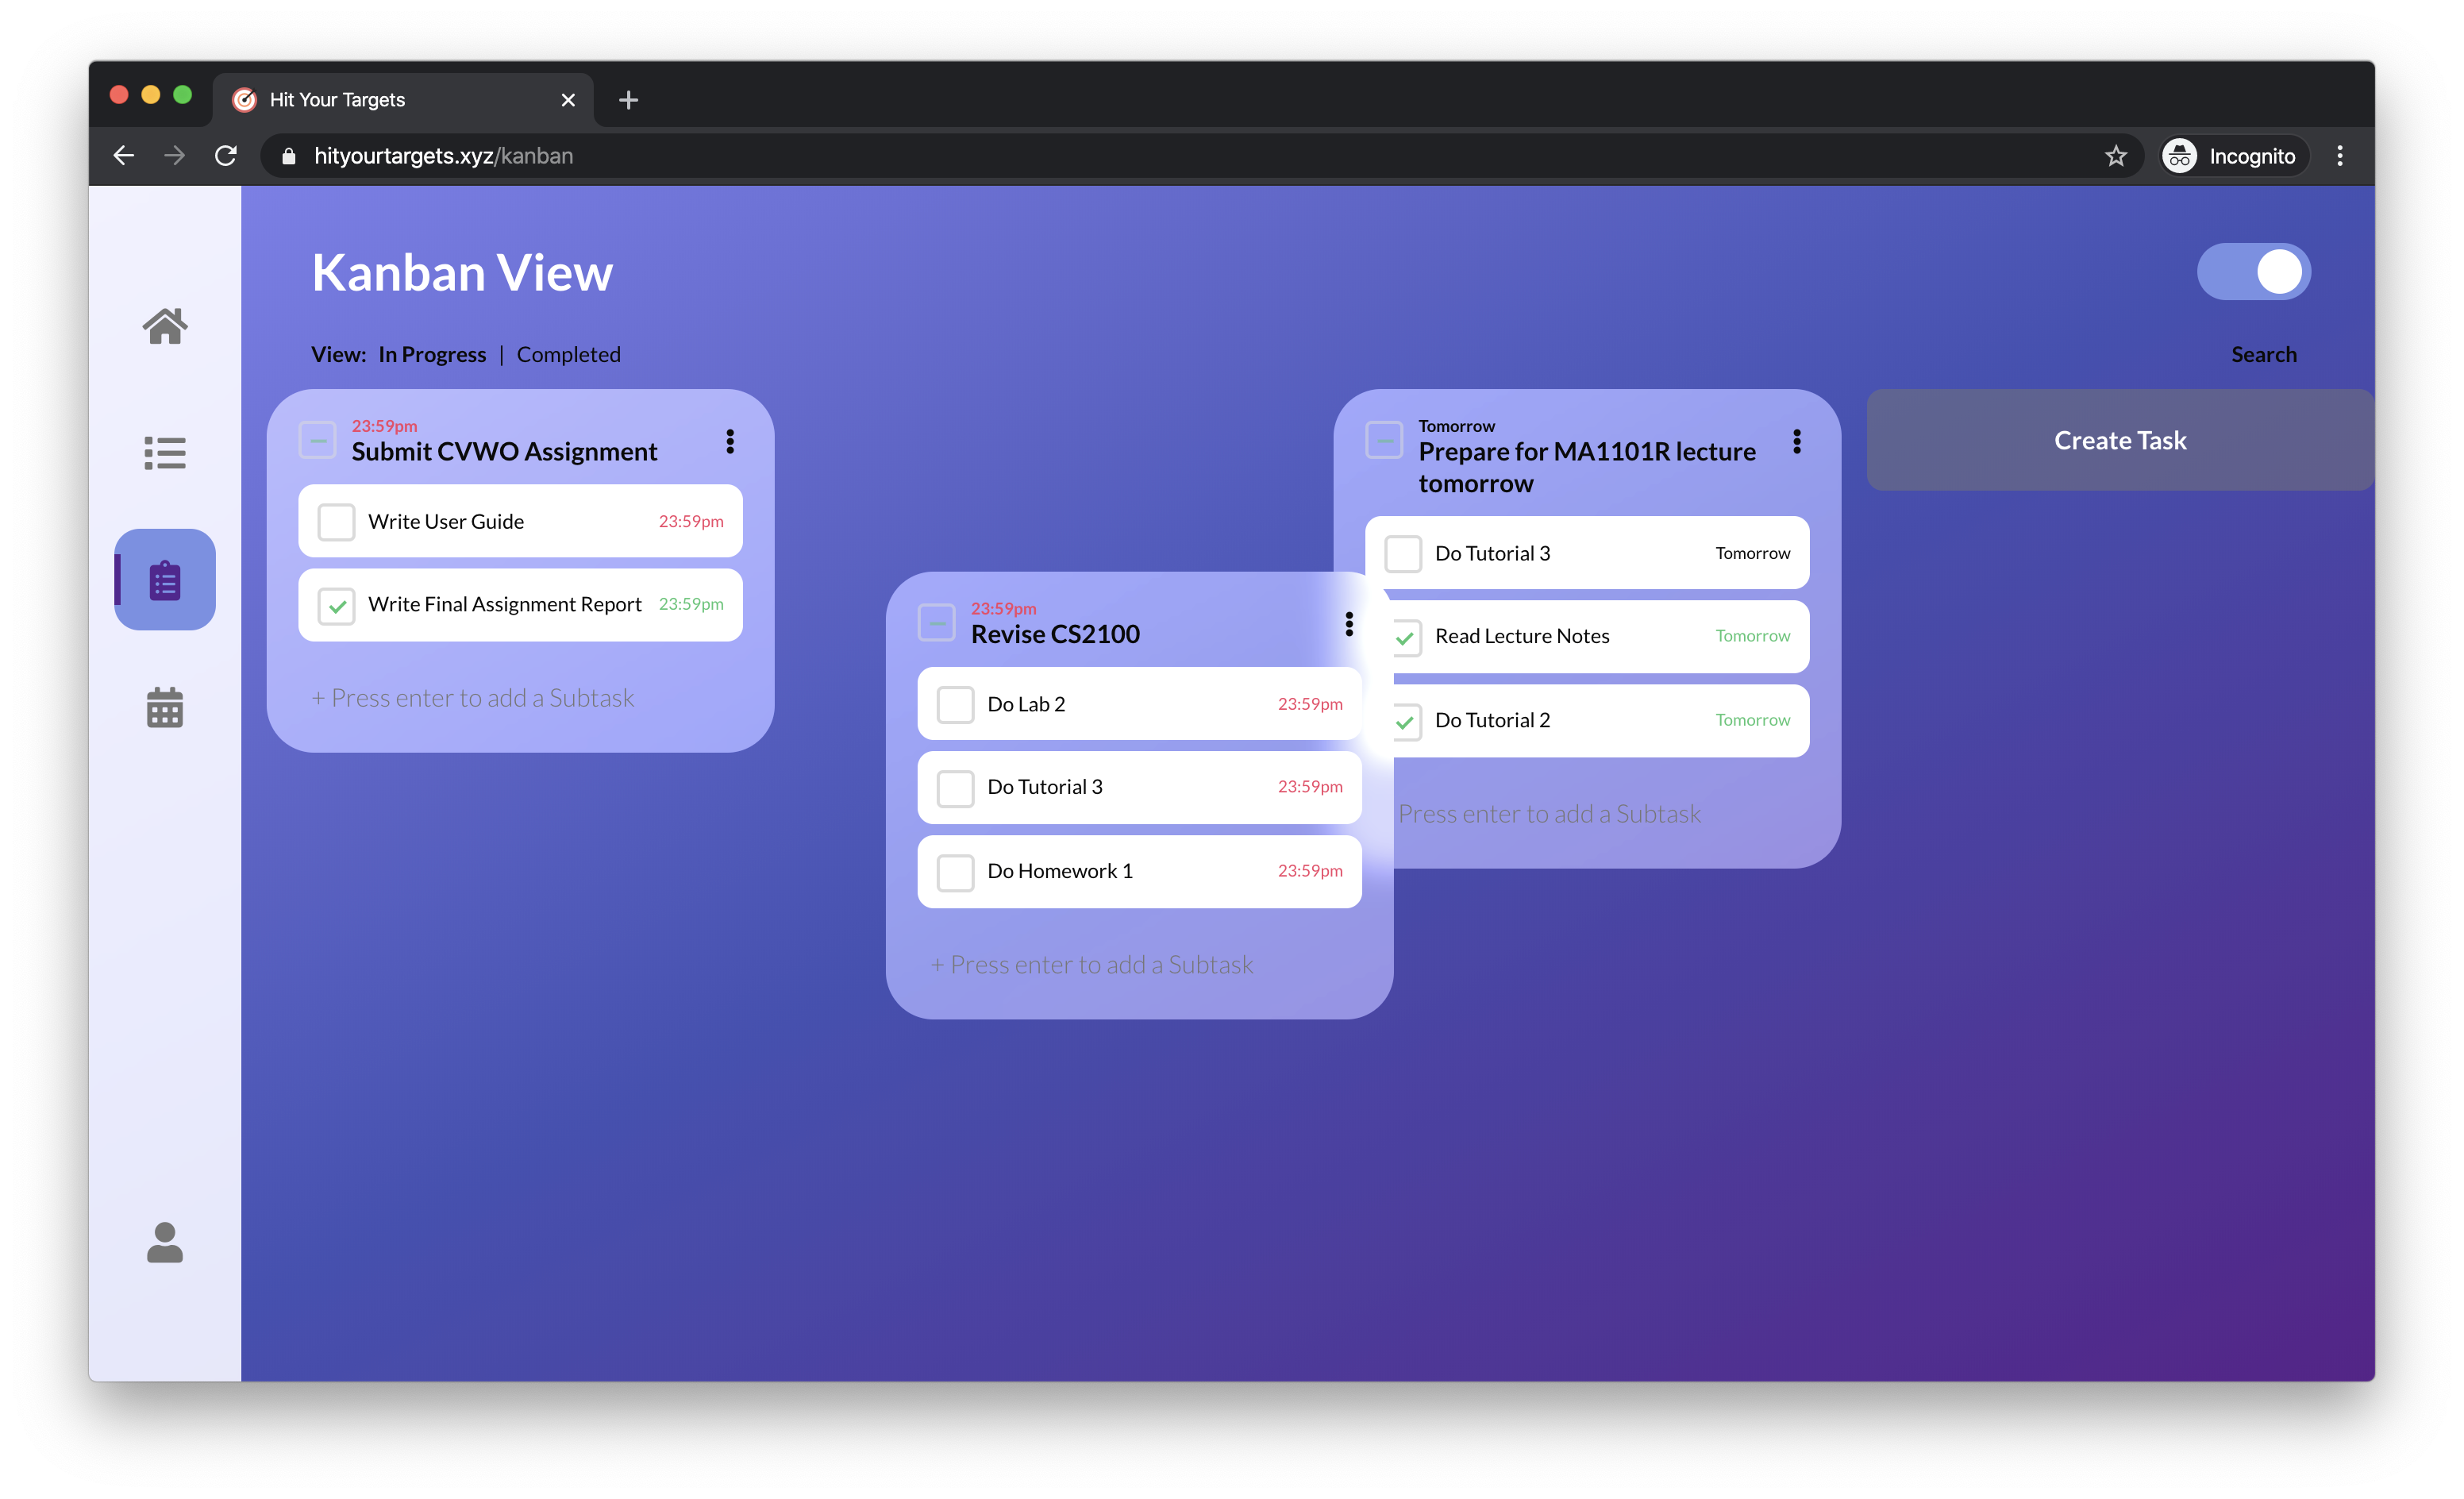 Hit Your Targets
hityourtargets.xyz/kanban
Incognito
Kanban View
View: In Progress | Completed
Search
23:59pm
Submit CVWO Assignment
Write User Guide 23:59pm
Write Final Assignment Report 23:59pm
+ Press enter to add a Subtask
23:59pm
Revise CS2100
Do Lab 2 23:59pm
Do Tutorial 3 23:59pm
Do Homework 1 23:59pm
+ Press enter to add a Subtask
Tomorrow
Prepare for MA1101R lecture
tomorrow
Do Tutorial 3 Tomorrow
Read Lecture Notes Tomorrow
Do Tutorial 2 Tomorrow
Press enter to add a Subtask
Create Task